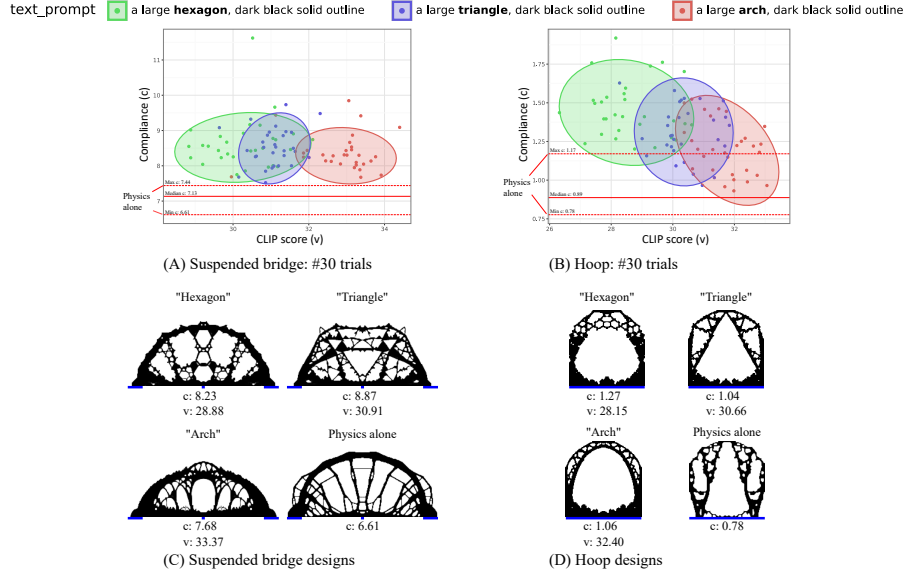 text_prompt a large hexagon, dark black solid outline a large triangle, dark black solid outline a large arch, dark black solid outline
Compliance (c)
11
10
9
8
7
Max c: 7.44
Median c: 7.13
Min c: 6.61
Physics
alone
30
32
34
CLIP score (v)
(A) Suspended bridge: #30 trials
Compliance (c)
1.75
1.50
1.25
1.00
0.75
Max c: 1.17
Median c: 0.89
Min c: 0.78
Physics
alone
26
28
30
32
CLIP score (v)
(B) Hoop: #30 trials
"Hexagon"
c: 8.23
v: 28.88
"Triangle"
c: 8.87
v: 30.91
"Arch"
c: 7.68
v: 33.37
Physics alone
c: 6.61
(C) Suspended bridge designs
"Hexagon"
c: 1.27
v: 28.15
"Triangle"
c: 1.04
v: 30.66
"Arch"
c: 1.06
v: 32.40
Physics alone
c: 0.78
(D) Hoop designs